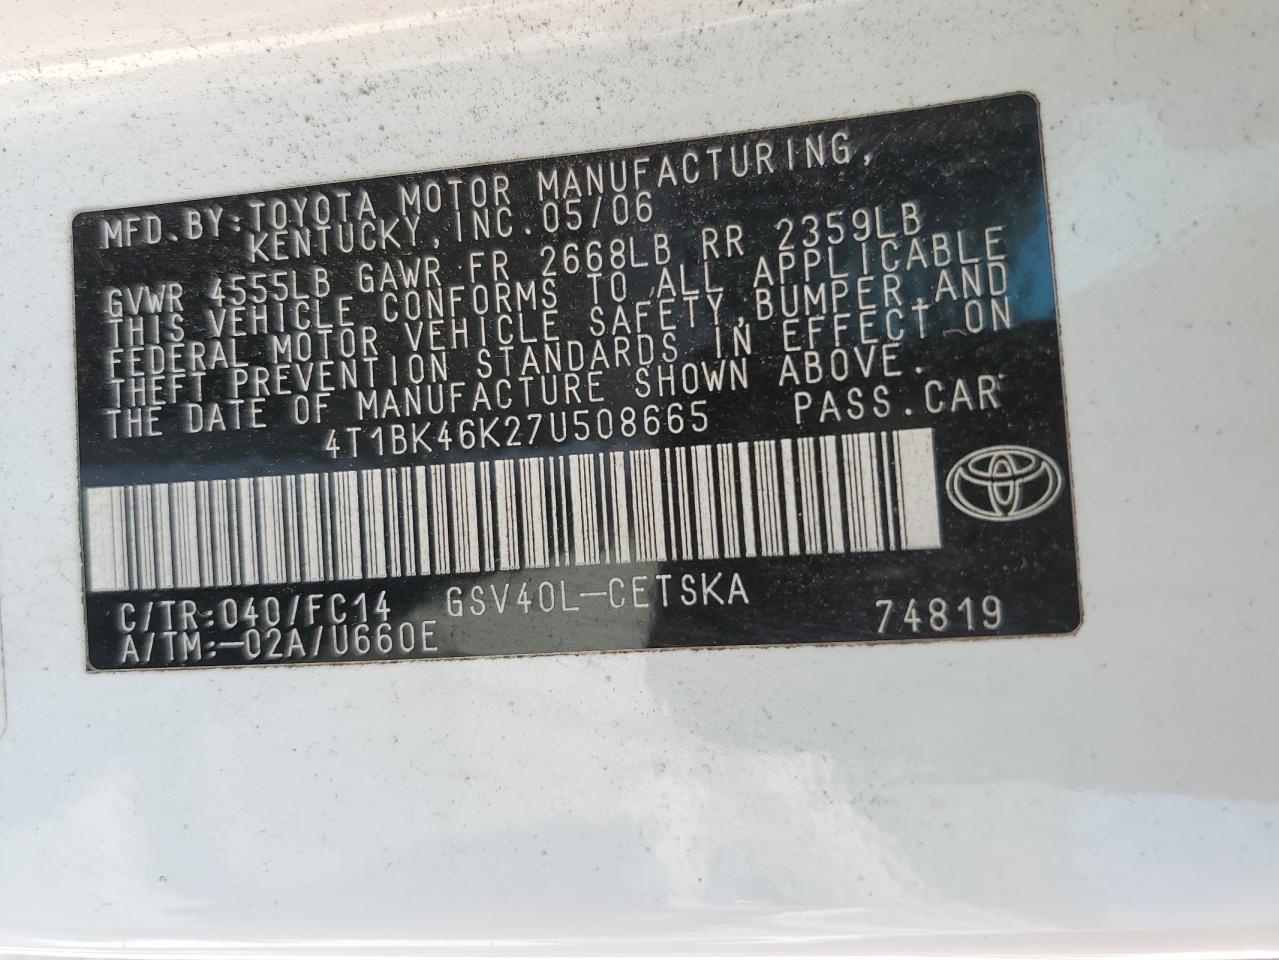 MFD. BY: TOYOTA MOTOR MANUFACTURING,
KENTUCKY, INC. 05/06
GVWR 4555LB GAWR FR 2668LB RR 2359LB
THIS VEHICLE CONFORMS TO ALL APPLICABLE
FEDERAL MOTOR VEHICLE SAFETY, BUMPER, AND
THEFT PREVENTION STANDARDS IN EFFECT ON
THE DATE OF MANUFACTURE SHOWN ABOVE.
4T1BK46K27U508665 PASS. CAR
C/TR: 040/FC14 GSV40L-CETSKA 74819
A/TM: -02A/U660E